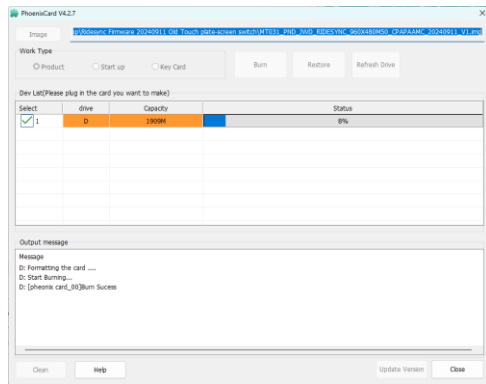 PhoenixCard V4.2.7
Image
p\Ridesync Firmware 20240911 Old Touch plate-screen switch\MT031_PND_JWD_RIDESYNC_960X480M50_CPAPAAMC_20240911_V1.img
Work Type
Product Start up Key Card Burn Restore Refresh Drive
Dev List(Please plug in the card you want to make)
Select drive Capacity Status
1 D 1909M 8%
Output message
Message
D: Formatting the card ....
D: Start Burning...
D: [pheonix card_00]Burn Sucess
Clean Help Update Version Close